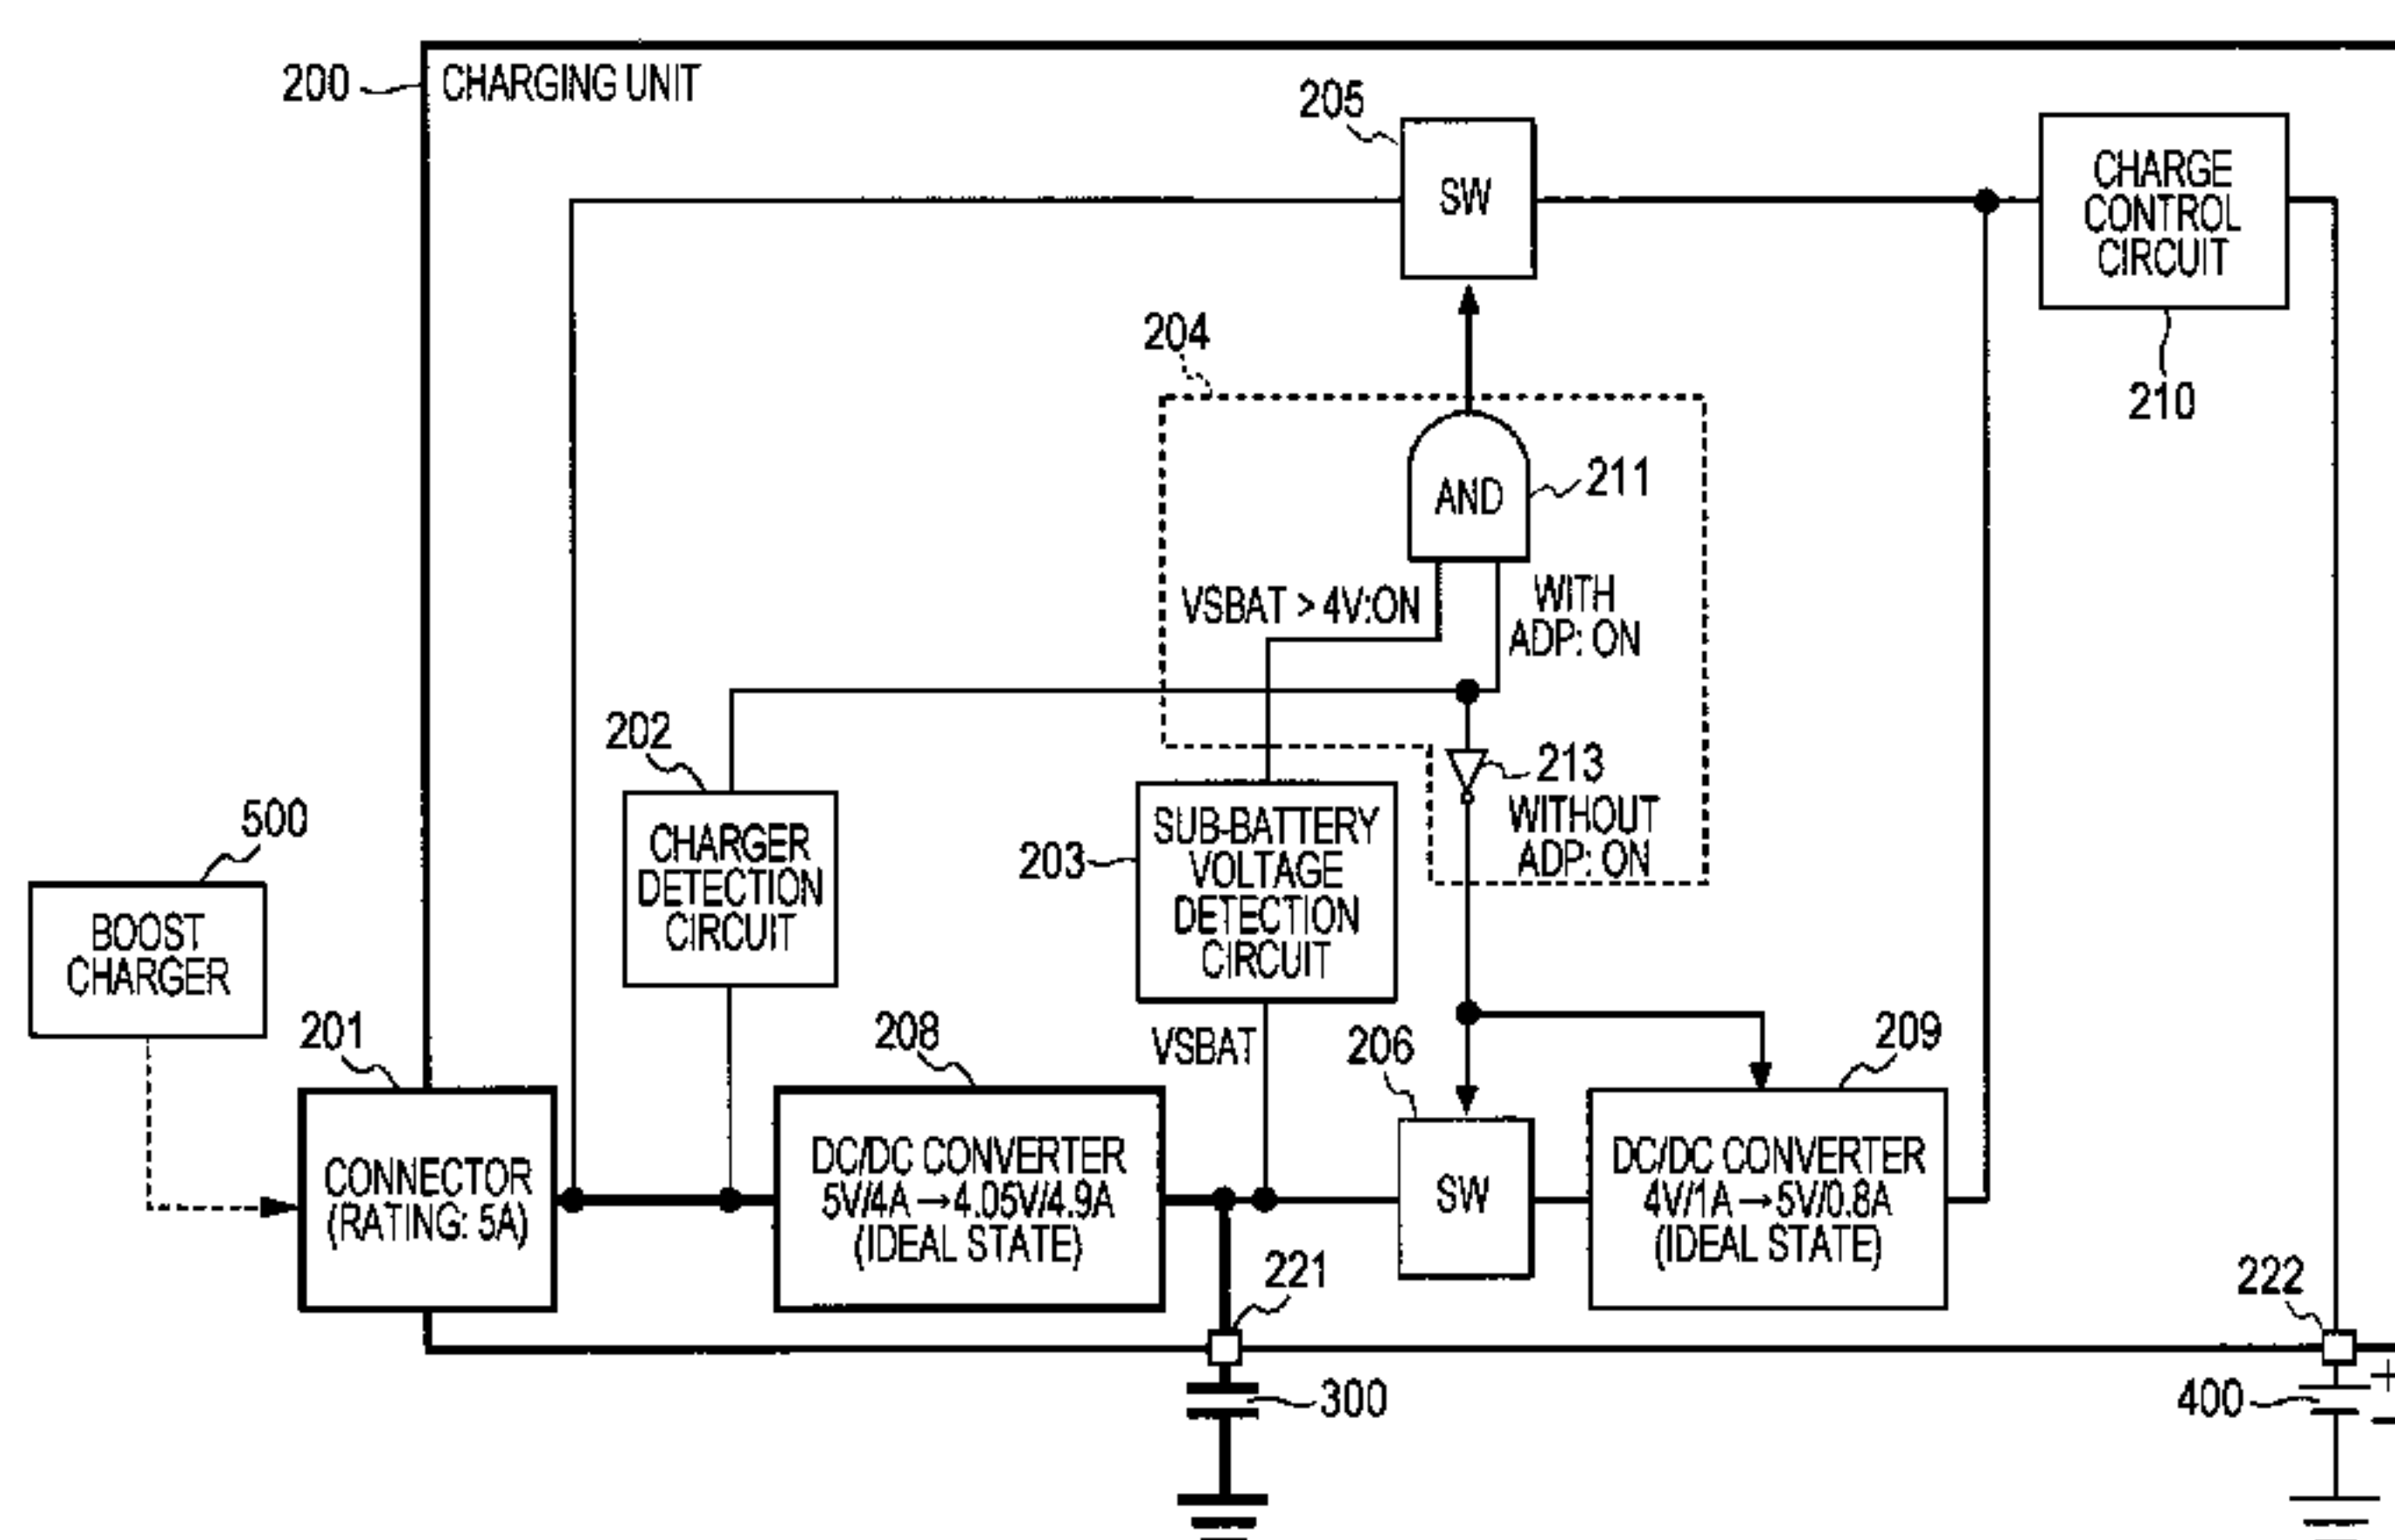 200
CHARGING UNIT
205
SW
CHARGE
CONTROL
CIRCUIT
210
204
AND
211
VSBAT > 4V:ON
WITH
ADP: ON
202
CHARGER
DETECTION
CIRCUIT
203
SUB-BATTERY
VOLTAGE
DETECTION
CIRCUIT
213
WITHOUT
ADP: ON
500
BOOST
CHARGER
201
CONNECTOR
(RATING: 5A)
208
DC/DC CONVERTER
5V/4A → 4.05V/4.9A
(IDEAL STATE)
VSBAT
206
SW
209
DC/DC CONVERTER
4V/1A → 5V/0.8A
(IDEAL STATE)
221
222
300
400
+
−